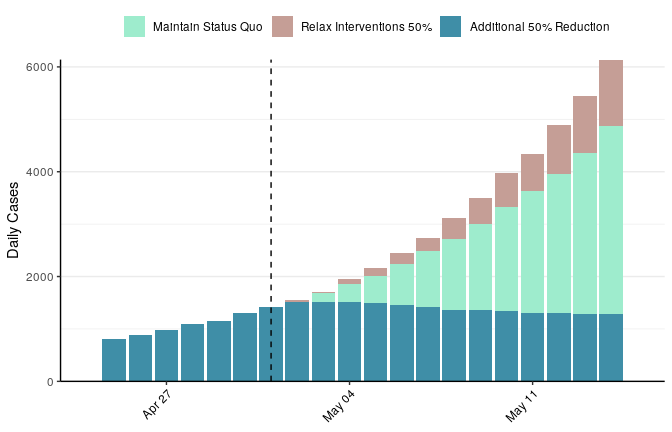 Maintain Status Quo Relax Interventions 50% Additional 50% Reduction
6000
4000
2000
0
Daily Cases
Apr 27
May 04
May 11